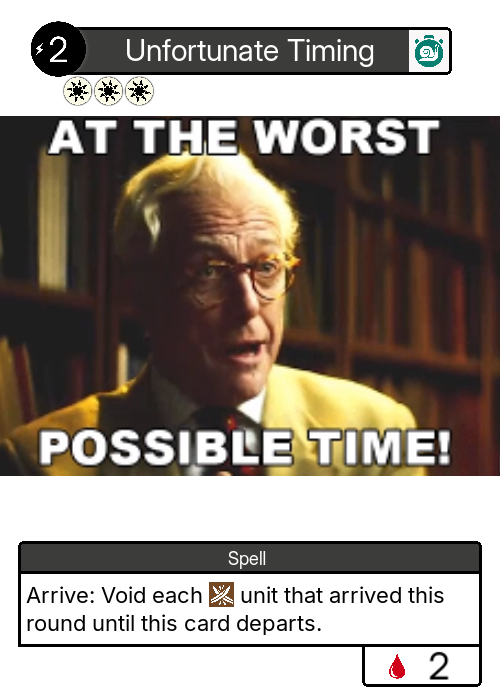 2 Unfortunate Timing
AT THE WORST
POSSIBLE TIME!
Spell
Arrive: Void each unit that arrived this
round until this card departs.
2